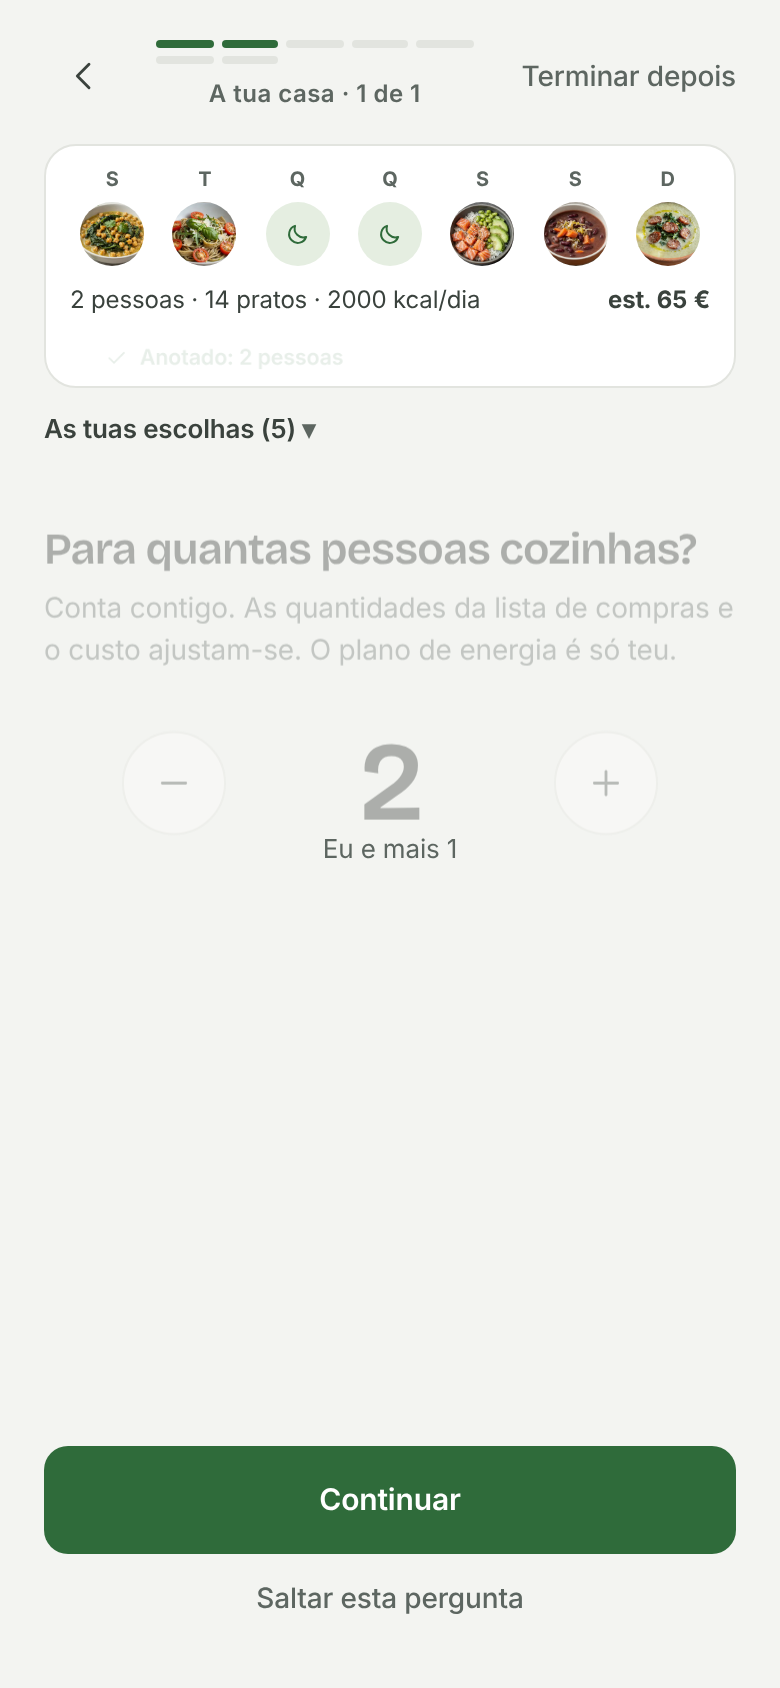 Terminar depois
A tua casa · 1 de 1
S T Q Q S S D
2 pessoas · 14 pratos · 2000 kcal/dia est. 65 €
Anotado: 2 pessoas
As tuas escolhas (5) ▾
Para quantas pessoas cozinhas?
Conta contigo. As quantidades da lista de compras e
o custo ajustam-se. O plano de energia é só teu.
2
Eu e mais 1
Continuar
Saltar esta pergunta